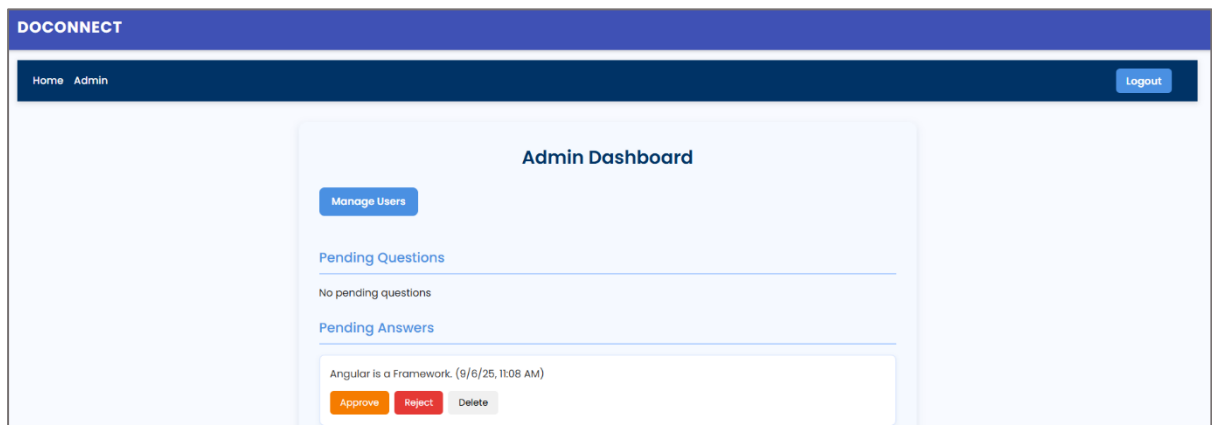 DOCONNECT
Home Admin Logout
Admin Dashboard
Manage Users
Pending Questions
No pending questions
Pending Answers
Angular is a Framework. (9/6/25, 11:08 AM)
Approve Reject Delete